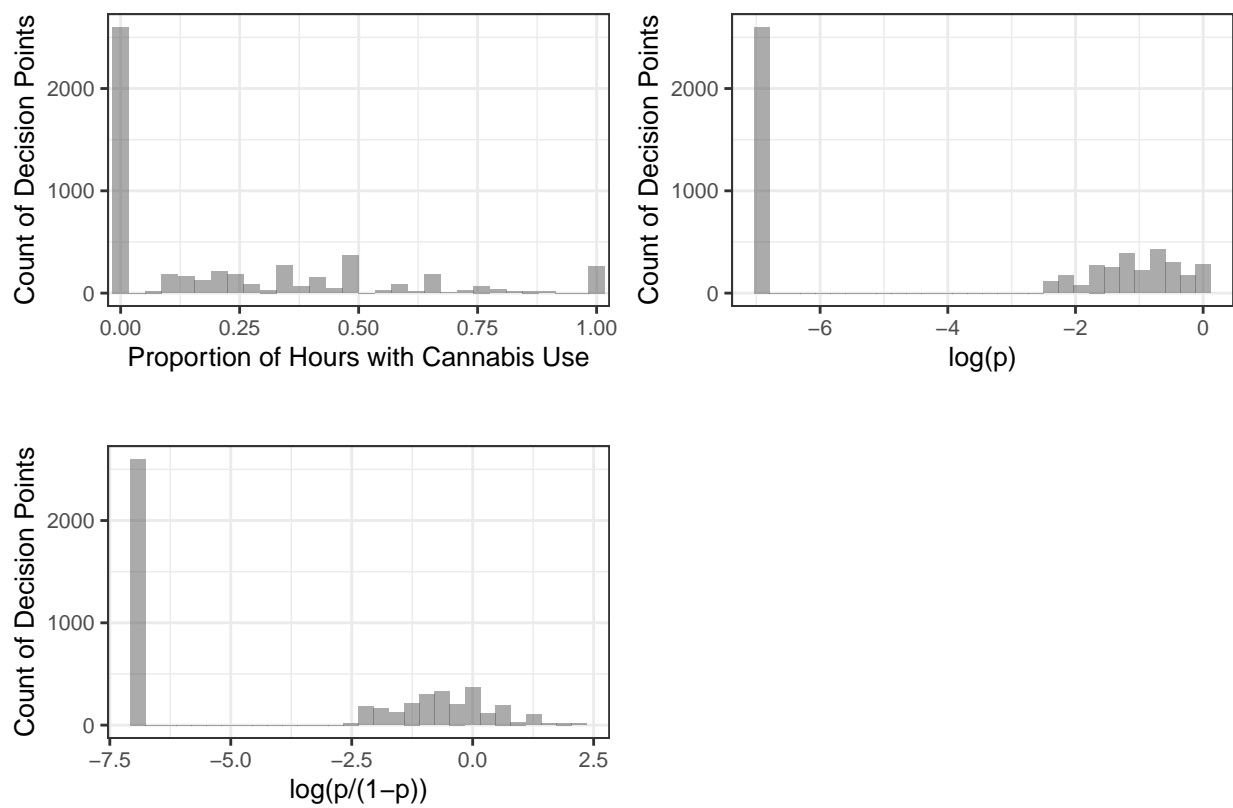 Count of Decision Points
2000
1000
0
0.00 0.25 0.50 0.75 1.00
Proportion of Hours with Cannabis Use
Count of Decision Points
2000
1000
0
−6 −4 −2 0
log(p)
Count of Decision Points
2000
1000
0
−7.5 −5.0 −2.5 0.0 2.5
log(p/(1−p))